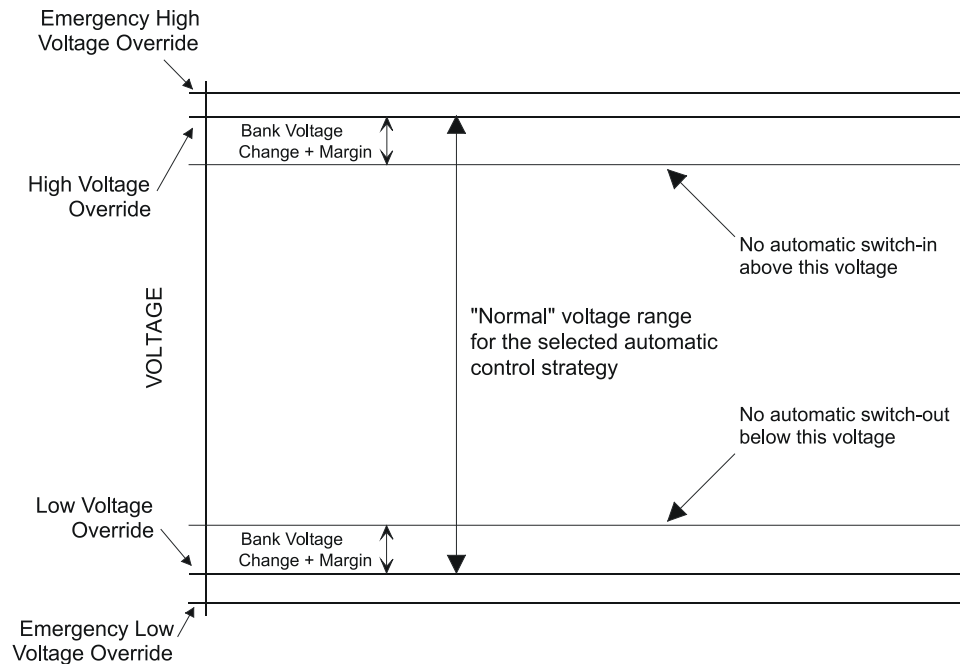 Emergency High
Voltage Override
Bank Voltage
Change + Margin
High Voltage
Override
No automatic switch-in
above this voltage
VOLTAGE
"Normal" voltage range
for the selected automatic
control strategy
No automatic switch-out
below this voltage
Low Voltage
Override
Bank Voltage
Change + Margin
Emergency Low
Voltage Override